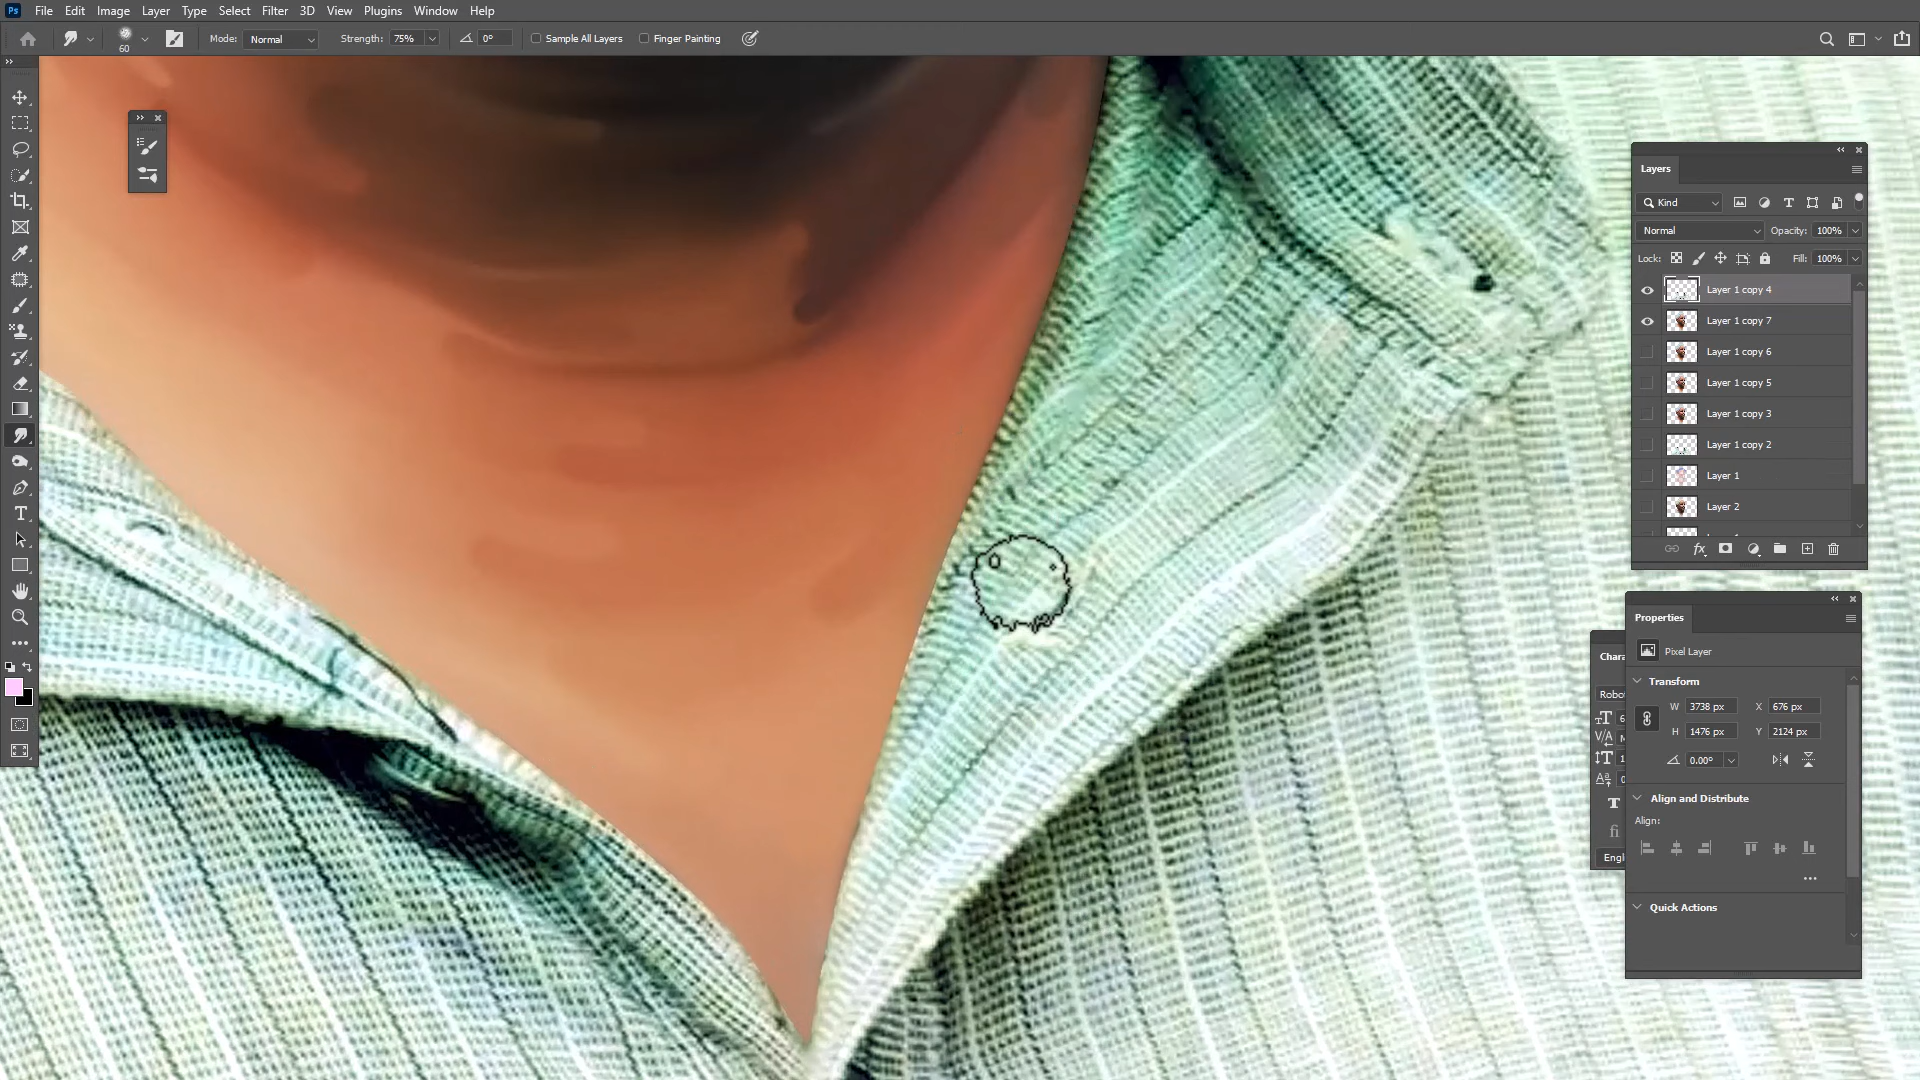 Ps File Edit Image Layer Type Select Filter 3D View Plugins Window Help
60 Mode: Normal Strength: 75% 0° Sample All Layers Finger Painting
Layers
Kind
Normal Opacity: 100%
Lock: Fill: 100%
Layer 1 copy 4
Layer 1 copy 7
Layer 1 copy 6
Layer 1 copy 5
Layer 1 copy 3
Layer 1 copy 2
Layer 1
Layer 2
fx
Properties
Pixel Layer
Transform
W 3738 px X 676 px
H 1476 px Y 2124 px
0.00°
Align and Distribute
Align:
Quick Actions
Chara
Robot
Engl